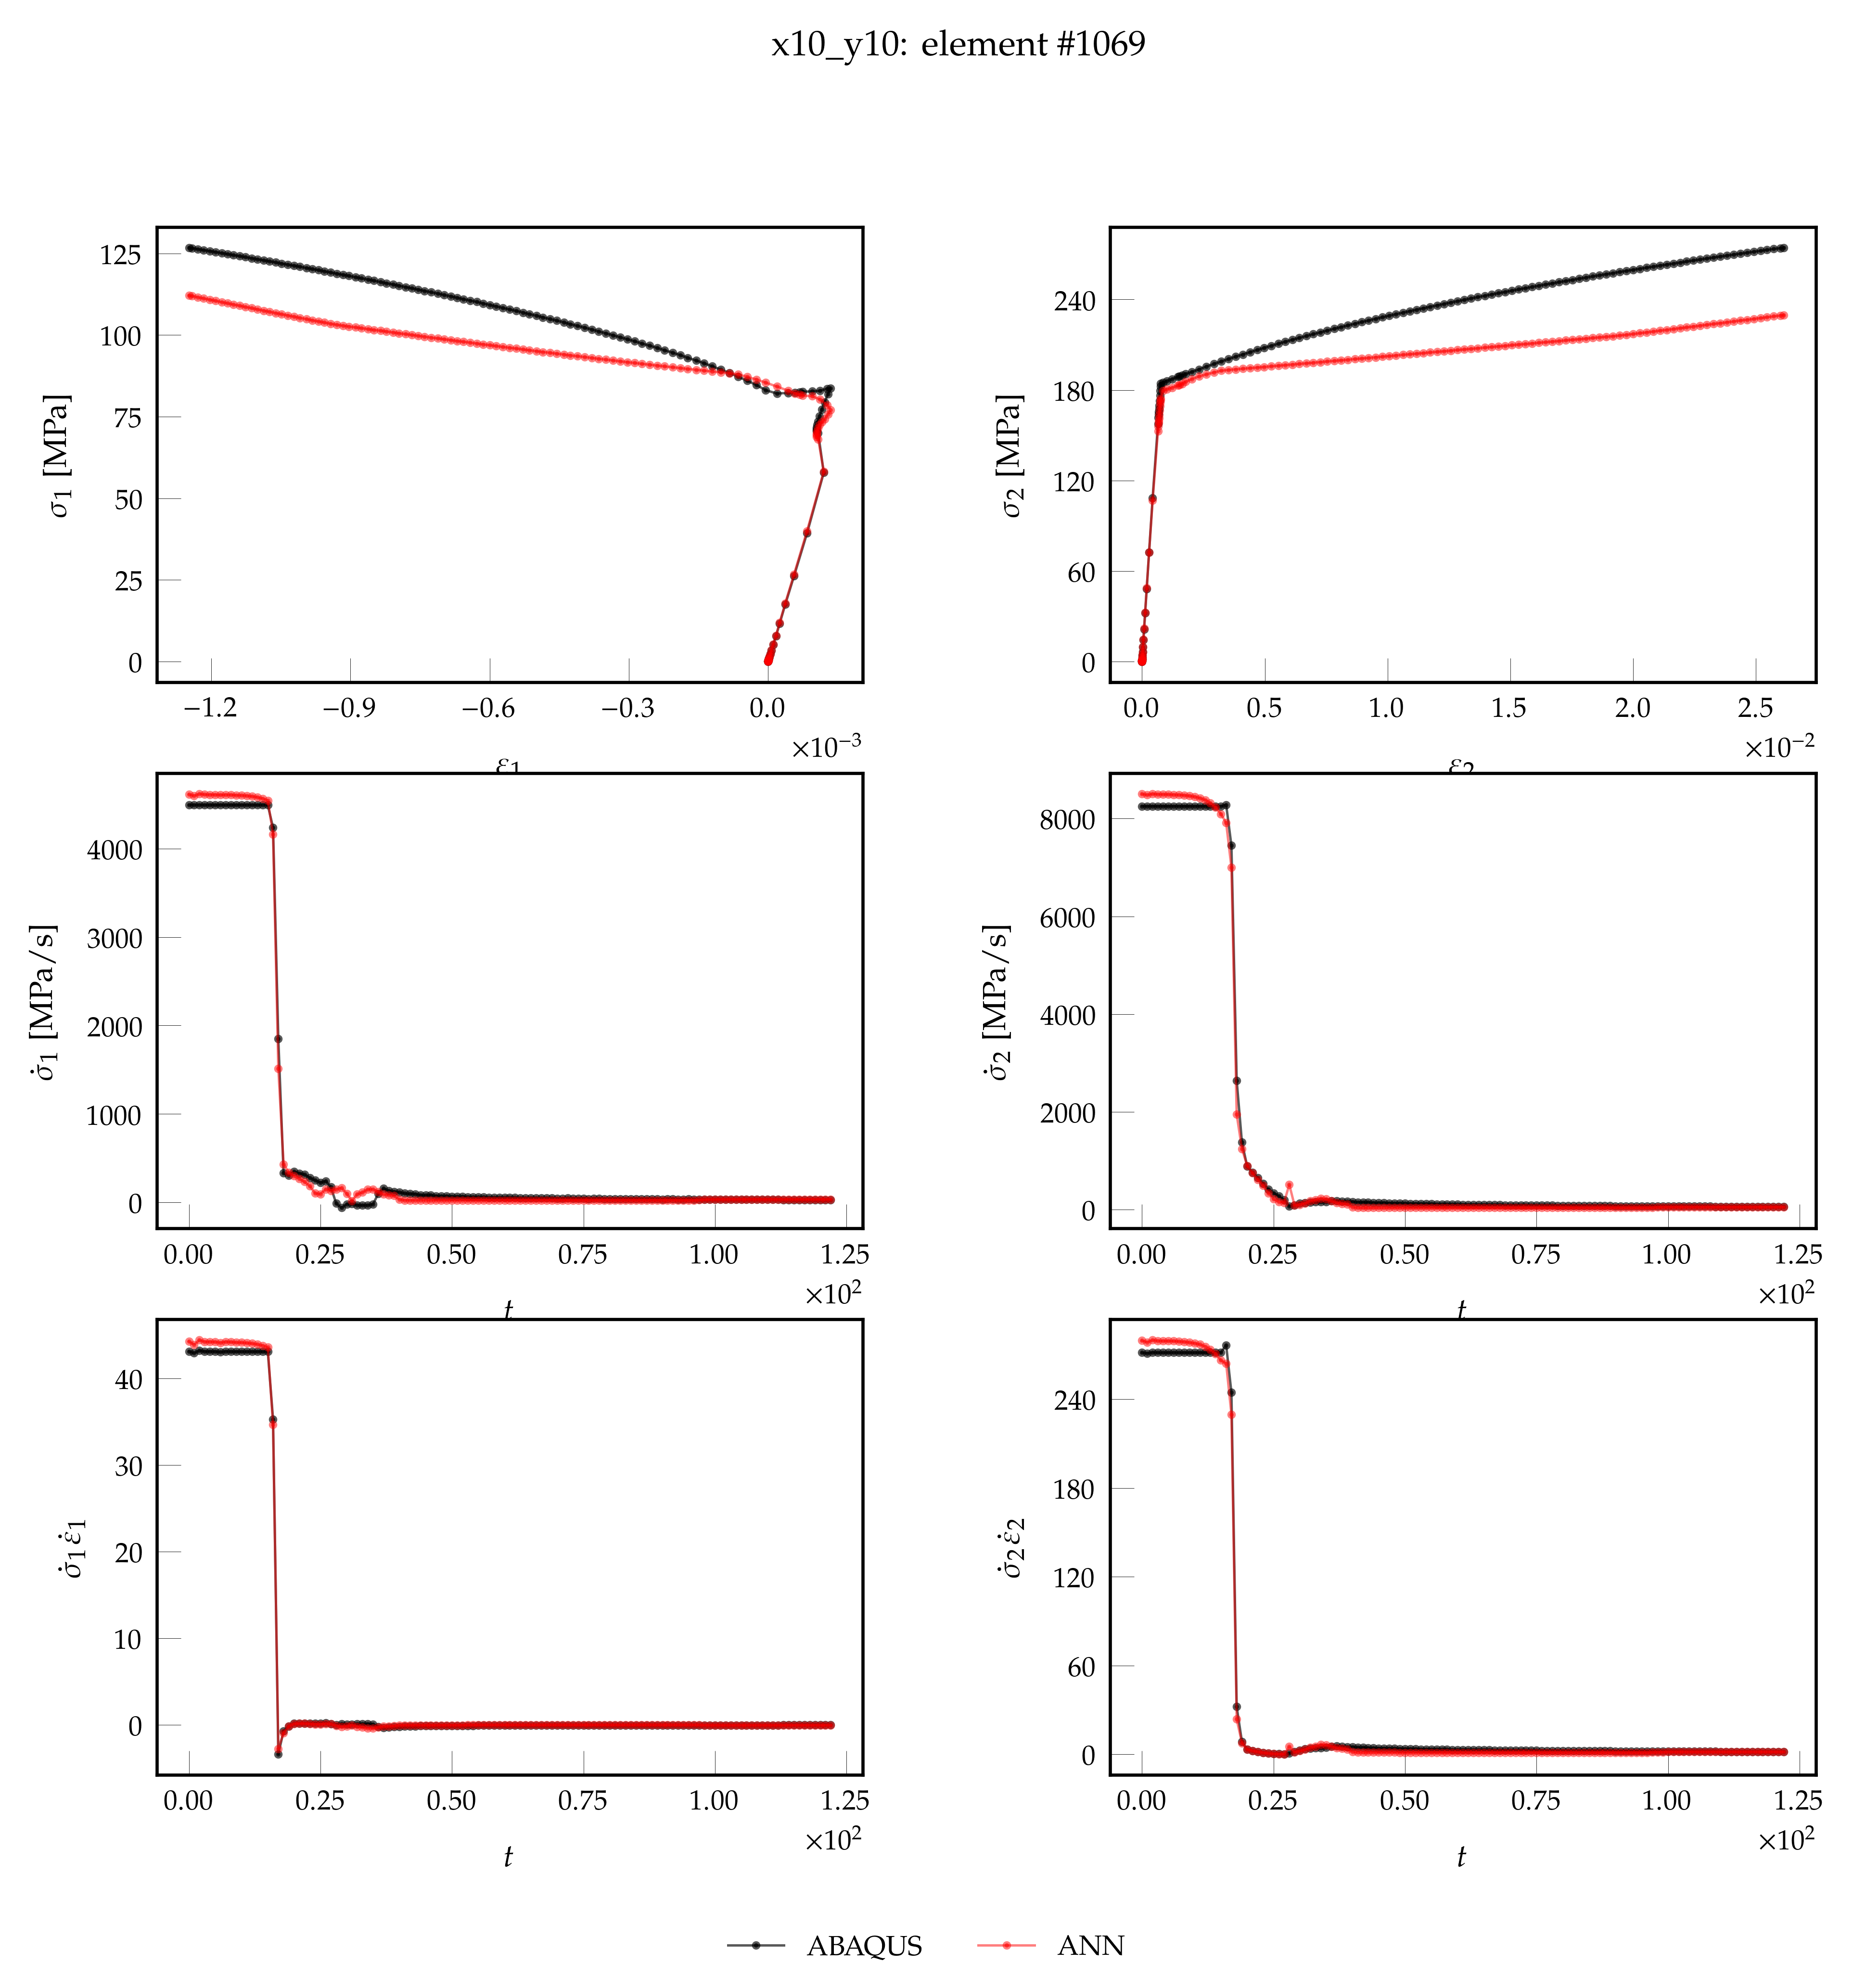 x10_y10: element #1069
σ1 [MPa]
125
100
75
50
25
0
−1.2 −0.9 −0.6 −0.3 0.0
×10−3
ε1
σ2 [MPa]
240
180
120
60
0
0.0 0.5 1.0 1.5 2.0 2.5
×10−2
ε2
σ̇1 [MPa/s]
4000
3000
2000
1000
0
0.00 0.25 0.50 0.75 1.00 1.25
×102
t
σ̇2 [MPa/s]
8000
6000
4000
2000
0
0.00 0.25 0.50 0.75 1.00 1.25
×102
t
σ̇1ε̇1
40
30
20
10
0
0.00 0.25 0.50 0.75 1.00 1.25
×102
t
σ̇2ε̇2
240
180
120
60
0
0.00 0.25 0.50 0.75 1.00 1.25
×102
t
ABAQUS ANN